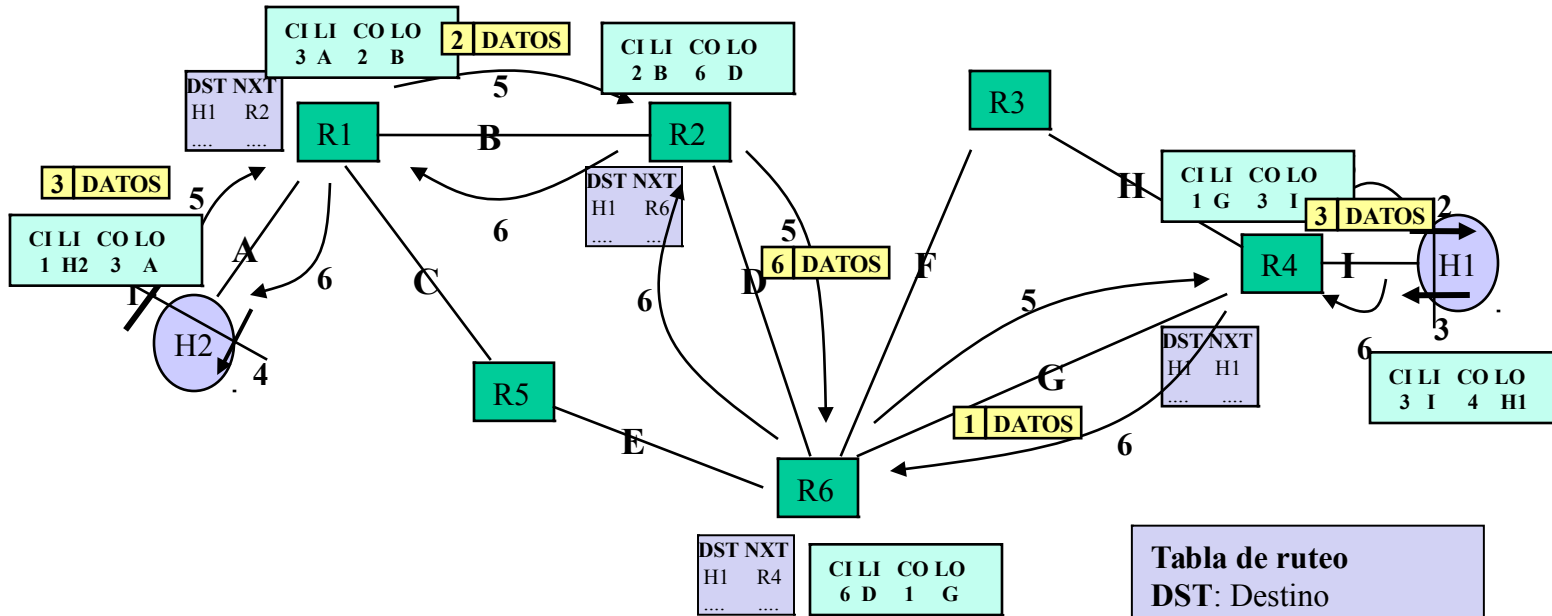 CI LI CO LO
3 A 2 B
2 DATOS
CI LI CO LO
2 B 6 D
5
DST NXT
H1 R2
.... ....
R1
B
R2
R3
3 DATOS
5
DST NXT
H1 R6
.... ....
6
H
CI LI CO LO
1 G 3 I
3 DATOS
2
CI LI CO LO
1 H2 3 A
1
A
6
C
5
6 DATOS
D
6
F
R4
I
H1
5
3
6
H2
4
R5
G
DST NXT
H1 H1
.... ....
CI LI CO LO
3 I 4 H1
1 DATOS
6
E
R6
DST NXT
H1 R4
.... ....
CI LI CO LO
6 D 1 G
Tabla de ruteo
DST: Destino